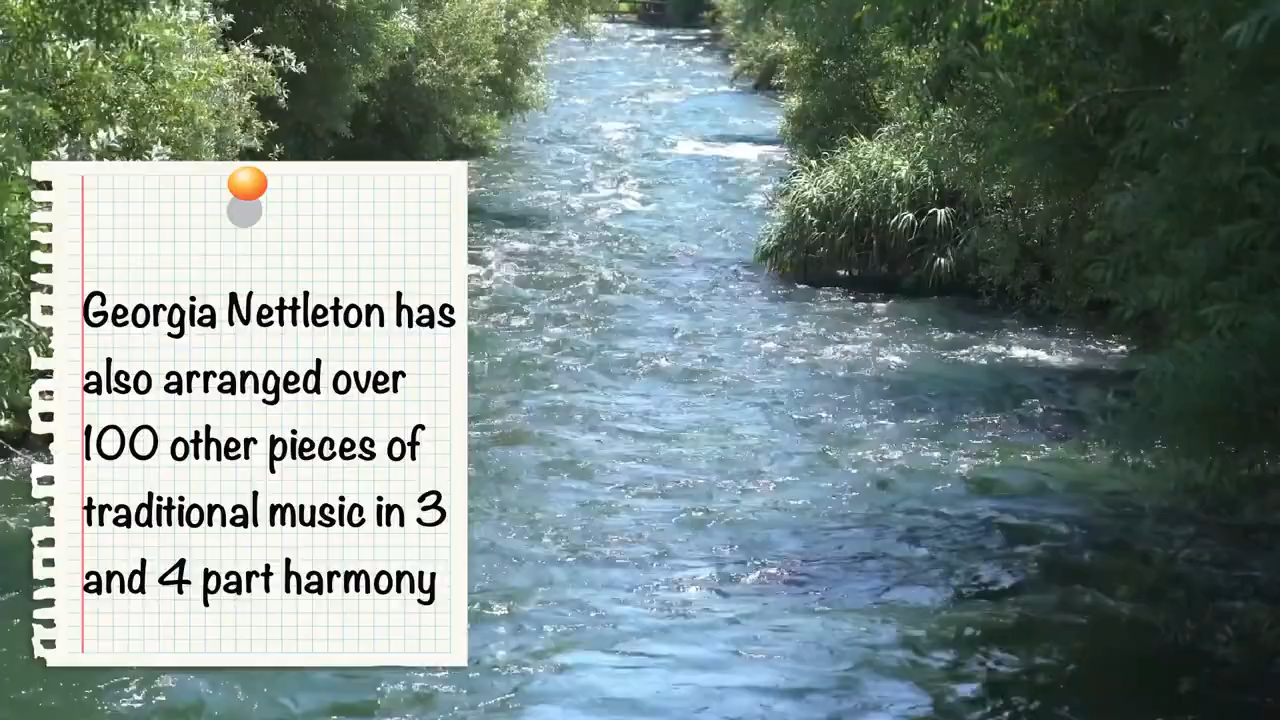 Georgia Nettleton has
also arranged over
100 other pieces of
traditional music in 3
and 4 part harmony